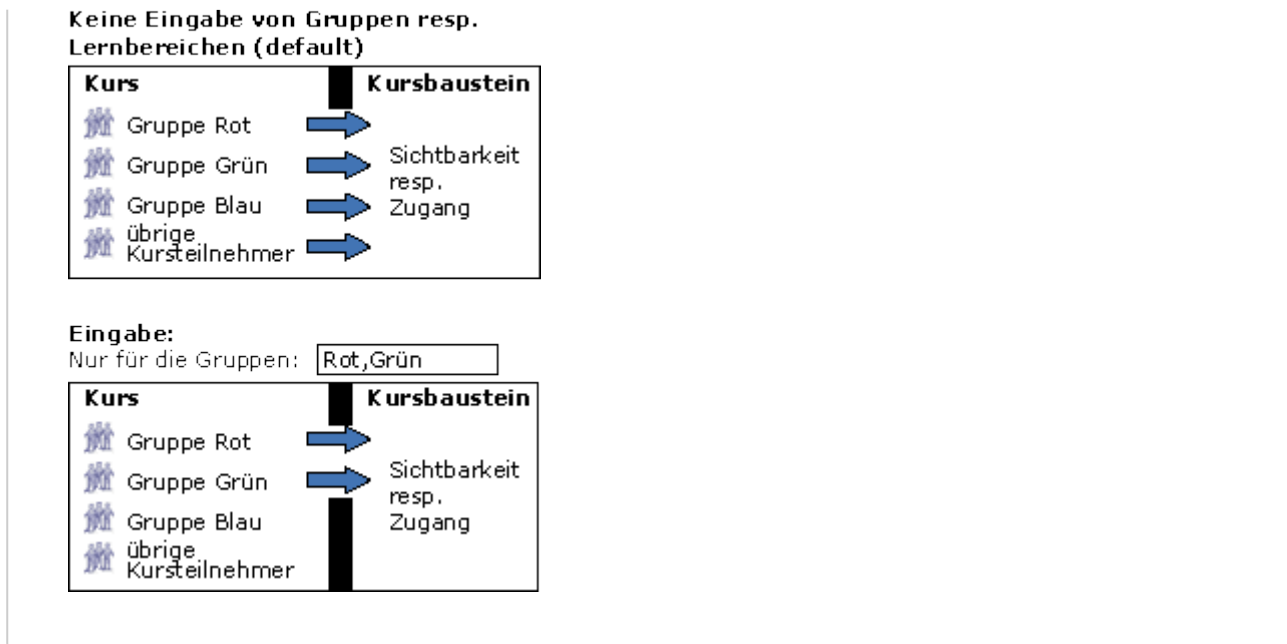 Keine Eingabe von Gruppen resp.
Lernbereichen (default)
Kurs
Kursbaustein
Gruppe Rot
Gruppe Grün
Gruppe Blau
übrige
Kursteilnehmer
Sichtbarkeit
resp.
Zugang
Eingabe:
Nur für die Gruppen: Rot,Grün
Kurs
Kursbaustein
Gruppe Rot
Gruppe Grün
Gruppe Blau
übrige
Kursteilnehmer
Sichtbarkeit
resp.
Zugang